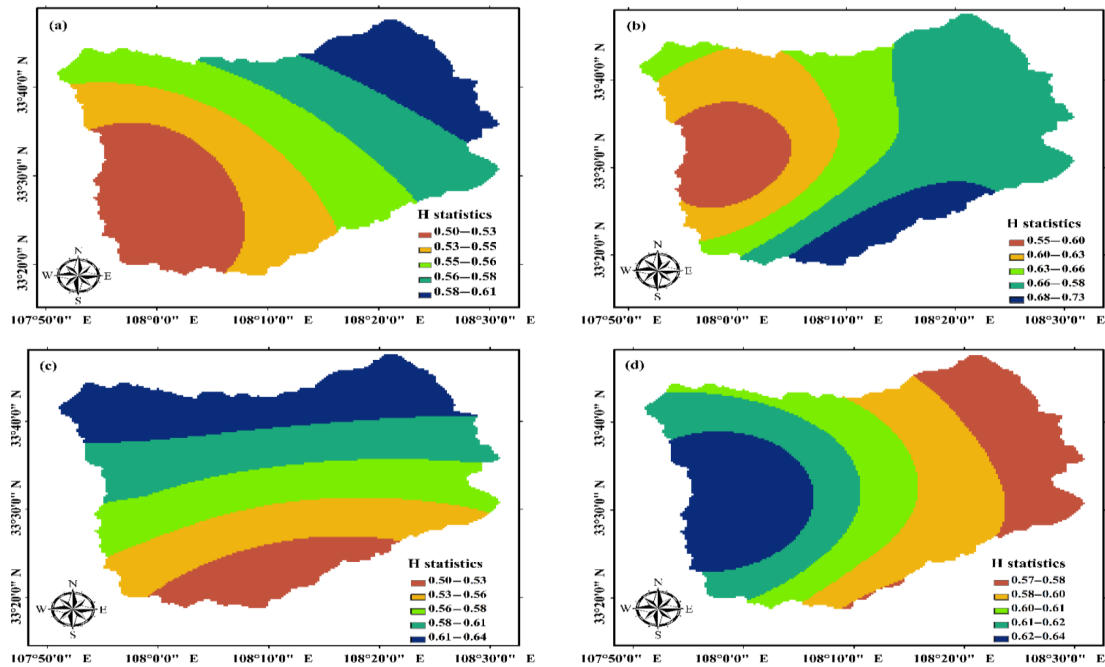 (a)
33°40'0" N
33°30'0" N
33°20'0" N
N
W E
S
H statistics
0.50—0.53
0.53—0.55
0.55—0.56
0.56—0.58
0.58—0.61
107°50'0" E 108°0'0" E 108°10'0" E 108°20'0" E 108°30'0" E
(b)
33°40'0" N
33°30'0" N
33°20'0" N
N
W E
S
H statistics
0.55—0.60
0.60—0.63
0.63—0.66
0.66—0.58
0.68—0.73
107°50'0" E 108°0'0" E 108°10'0" E 108°20'0" E 108°30'0" E
(c)
33°40'0" N
33°30'0" N
33°20'0" N
N
W E
S
H statistics
0.50—0.53
0.53—0.56
0.56—0.58
0.58—0.61
0.61—0.64
107°50'0" E 108°0'0" E 108°10'0" E 108°20'0" E 108°30'0" E
(d)
33°40'0" N
33°30'0" N
33°20'0" N
N
W E
S
H statistics
0.57—0.58
0.58—0.60
0.60—0.61
0.61—0.62
0.62—0.64
107°50'0" E 108°0'0" E 108°10'0" E 108°20'0" E 108°30'0" E